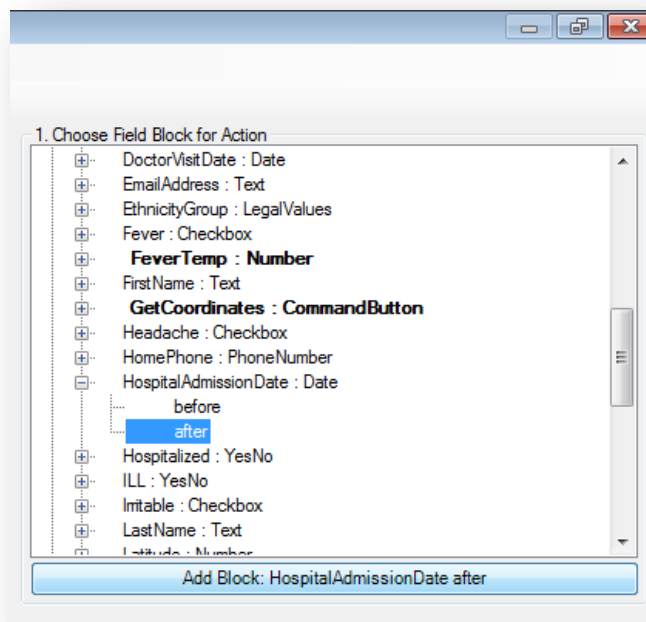 1. Choose Field Block for Action
DoctorVisitDate : Date
EmailAddress : Text
EthnicityGroup : LegalValues
Fever : Checkbox
FeverTemp : Number
FirstName : Text
GetCoordinates : CommandButton
Headache : Checkbox
HomePhone : PhoneNumber
HospitalAdmissionDate : Date
before
after
Hospitalized : YesNo
ILL : YesNo
Irritable : Checkbox
LastName : Text
Latitude : Number
Add Block: HospitalAdmissionDate after